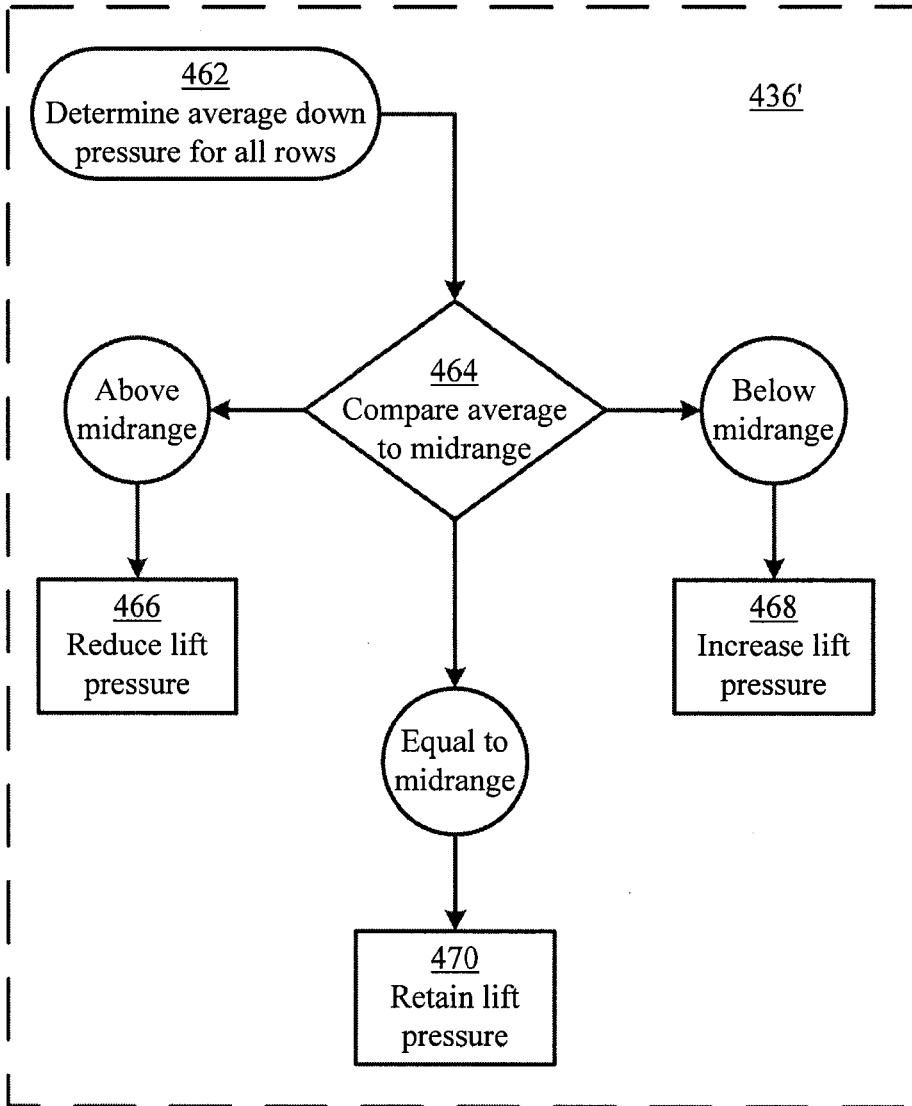 462
Determine average down
pressure for all rows
436'
464
Compare average
to midrange
Above
midrange
Below
midrange
466
Reduce lift
pressure
468
Increase lift
pressure
Equal to
midrange
470
Retain lift
pressure